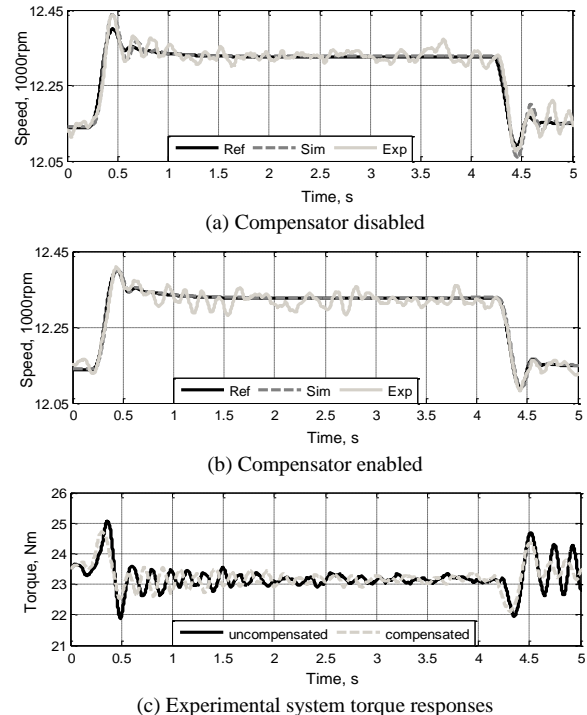 12.45
12.25
12.05
Speed, 1000rpm
Ref Sim Exp
0 0.5 1 1.5 2 2.5 3 3.5 4 4.5 5
Time, s
(a) Compensator disabled
12.45
12.25
12.05
Speed, 1000rpm
Ref Sim Exp
0 0.5 1 1.5 2 2.5 3 3.5 4 4.5 5
Time, s
(b) Compensator enabled
26
25
24
23
22
21
Torque, Nm
uncompensated compensated
0 0.5 1 1.5 2 2.5 3 3.5 4 4.5 5
Time, s
(c) Experimental system torque responses